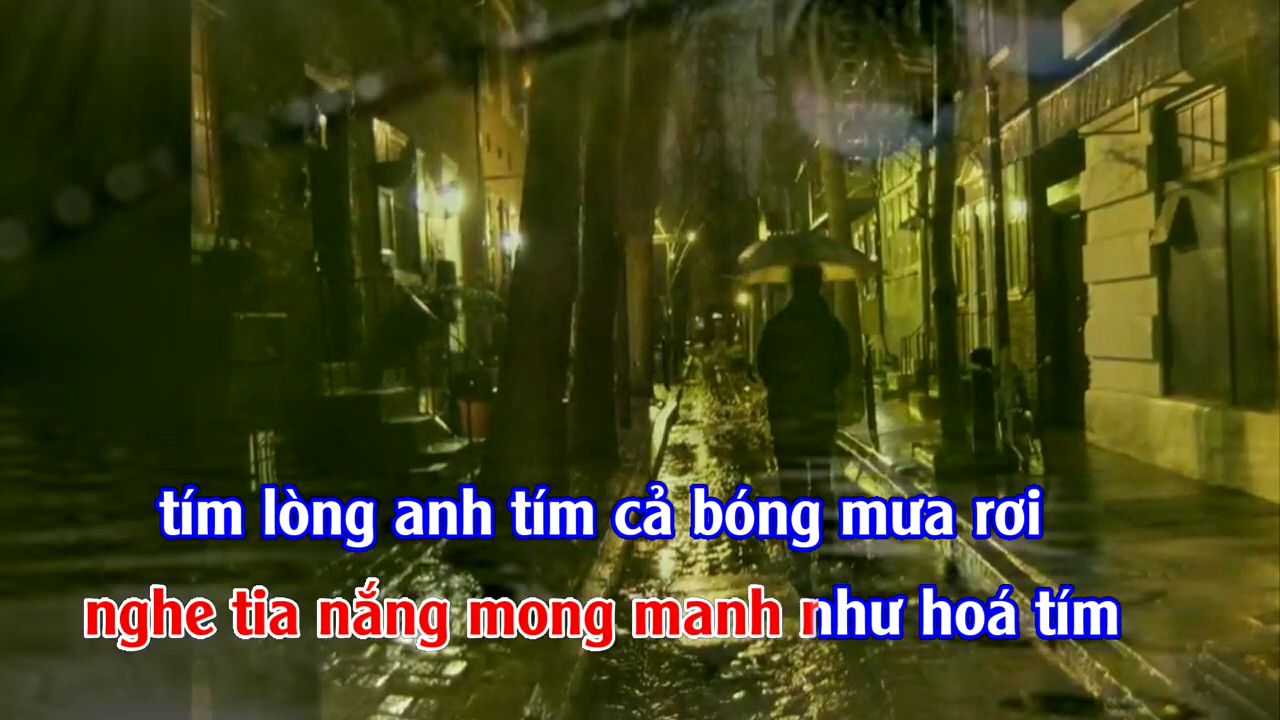 tím lòng anh tím cả bóng mưa rơi
nghe tia nắng mong manh như hoá tím